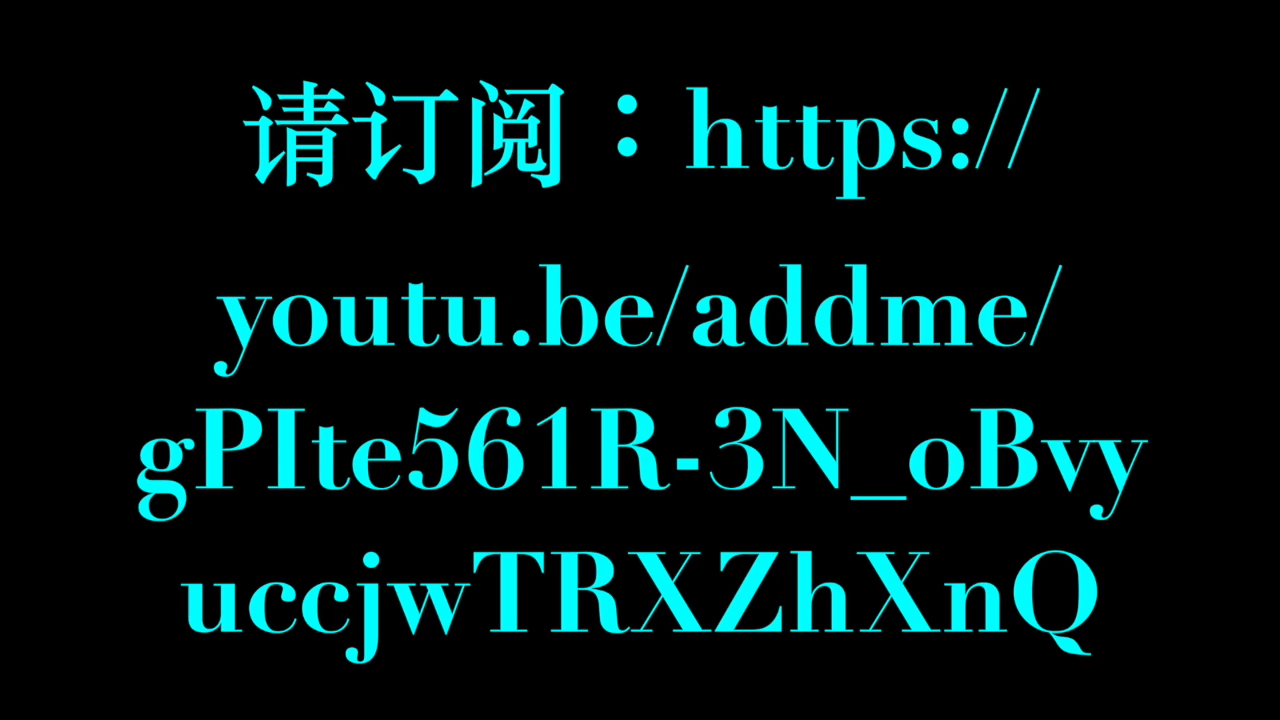 请订阅：https://
youtu.be/addme/
gPIte561R-3N_oBvy
uccjwTRXZhXnQ